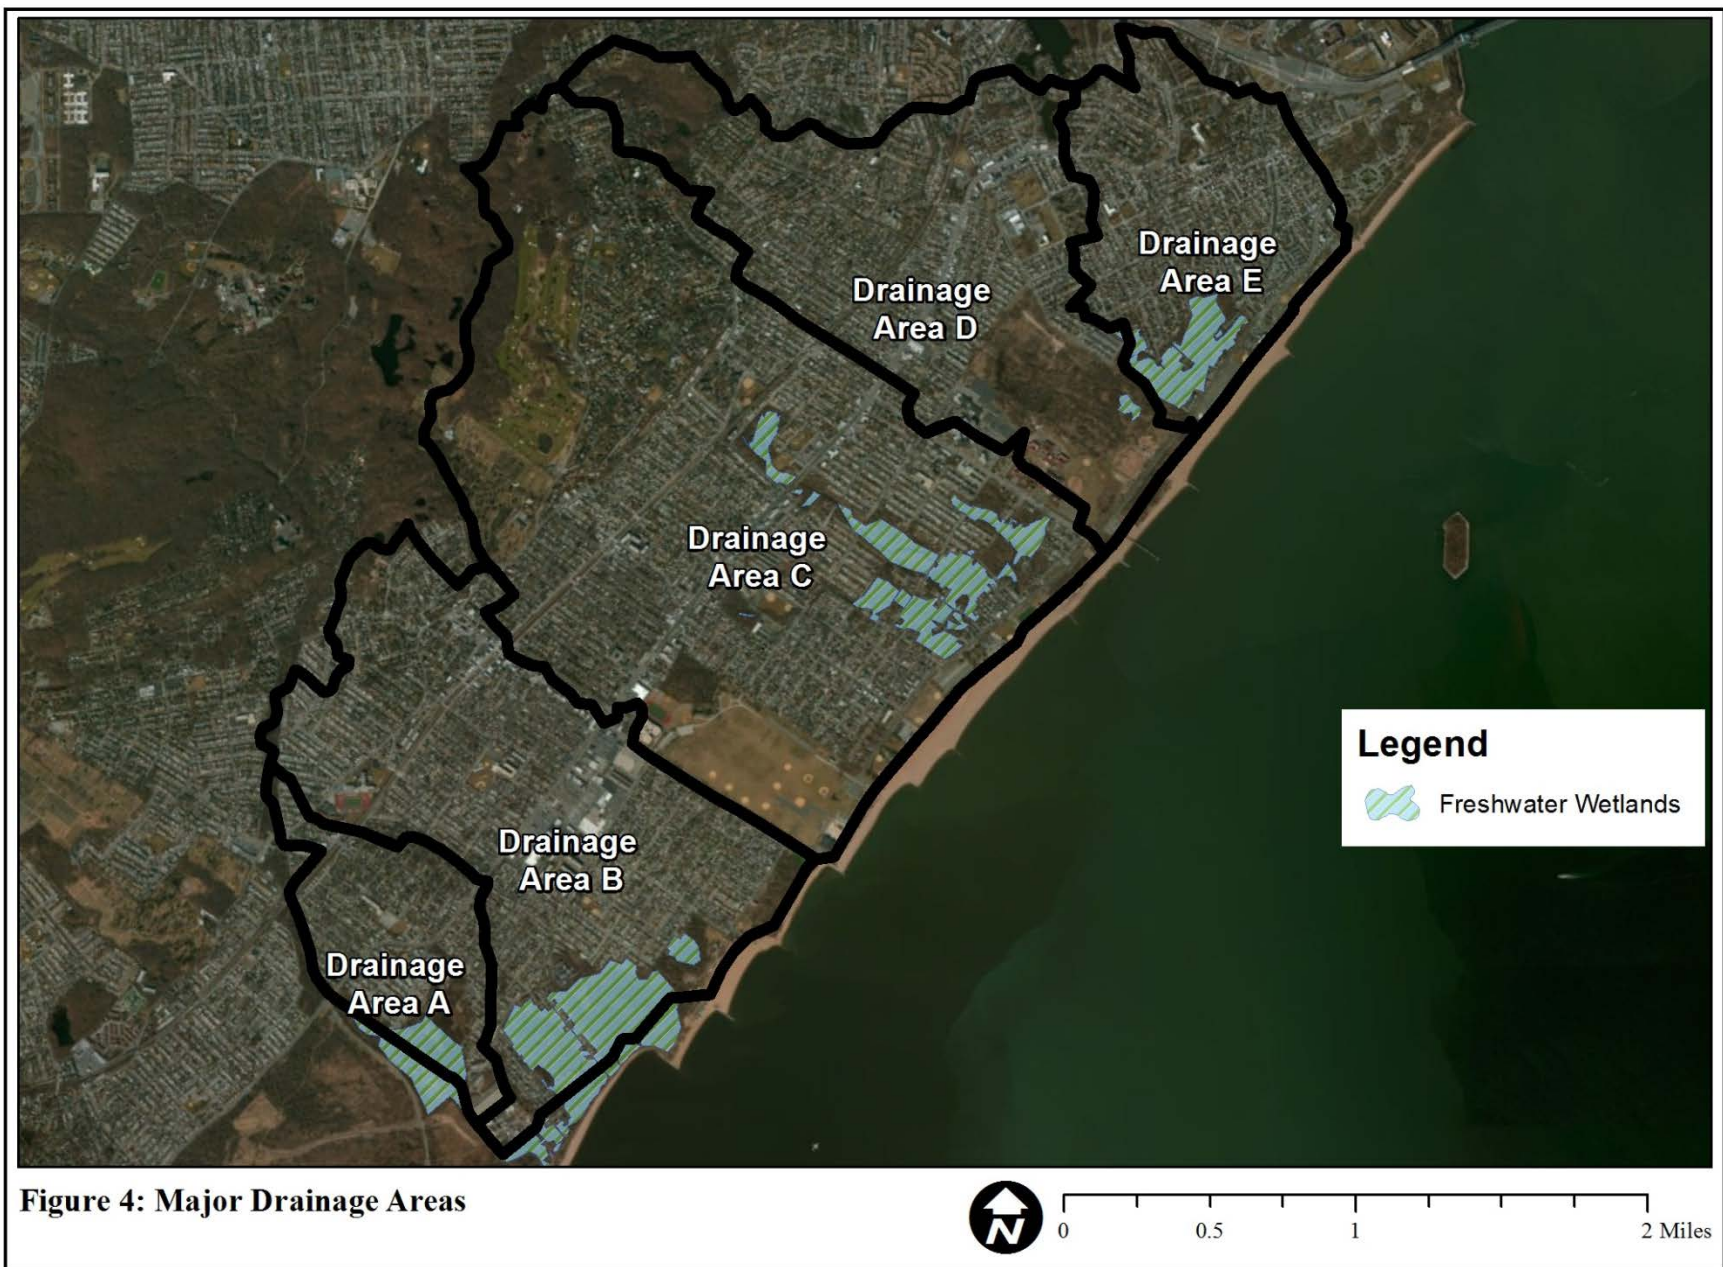 Drainage
Area E
Drainage
Area D
Drainage
Area C
Drainage
Area B
Drainage
Area A
Legend
Freshwater Wetlands
Figure 4: Major Drainage Areas
N
0 0.5 1 2 Miles